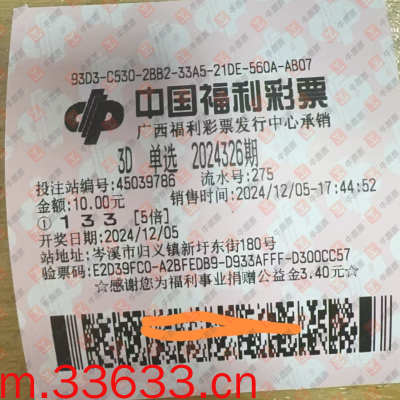 93D3-C530-2BB2-33A5-21DE-560A-AB07
中国福利彩票
广西福利彩票发行中心承销
3D 单选 2024326期
投注站编号:45039786 流水号:275
金额:10.00元 销售时间:2024/12/05-17:44:52
① 1 3 3 [5倍]
开奖日期:2024/12/05
站地址:岑溪市归义镇新圩东街180号
验票码:E2D39FC0-A2BFEDB9-D933AFFF-D300CC57
☆感谢您为福利事业捐赠公益金3.40元☆
m.33633.cn